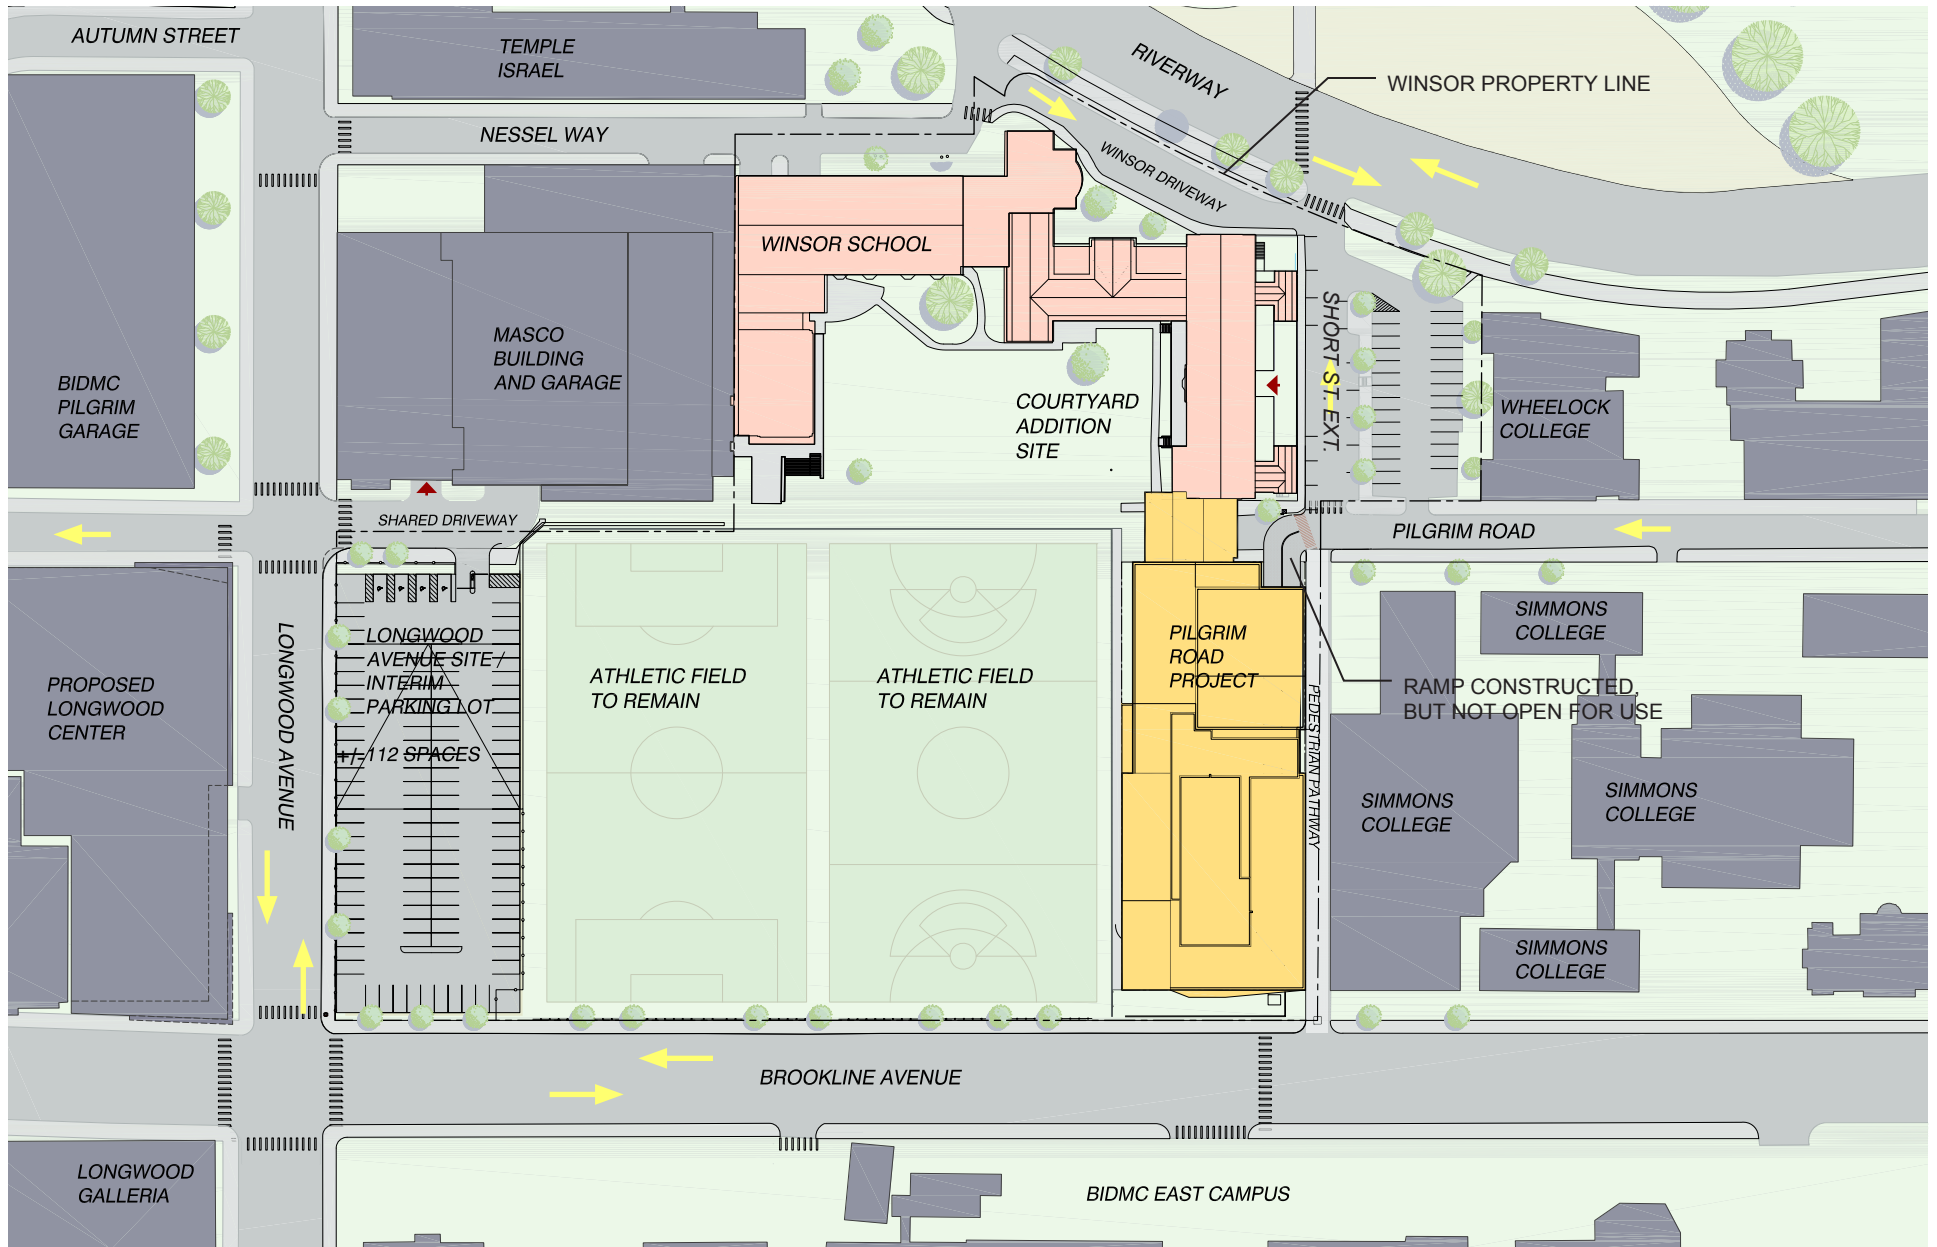 AUTUMN STREET
TEMPLE
ISRAEL
RIVERWAY
WINSOR PROPERTY LINE
NESSEL WAY
WINSOR DRIVEWAY
WINSOR SCHOOL
MASCO
BUILDING
AND GARAGE
BIDMC
PILGRIM
GARAGE
COURTYARD
ADDITION
SITE
SHORT ST. EXT.
WHEELOCK
COLLEGE
SHARED DRIVEWAY
PILGRIM ROAD
LONGWOOD
AVENUE SITE /
INTERIM
PARKING LOT
+/-112 SPACES
LONGWOOD AVENUE
PROPOSED
LONGWOOD
CENTER
ATHLETIC FIELD
TO REMAIN
ATHLETIC FIELD
TO REMAIN
PILGRIM
ROAD
PROJECT
PEDESTRIAN PATHWAY
RAMP CONSTRUCTED,
BUT NOT OPEN FOR USE
SIMMONS
COLLEGE
SIMMONS
COLLEGE
SIMMONS
COLLEGE
SIMMONS
COLLEGE
BROOKLINE AVENUE
LONGWOOD
GALLERIA
BIDMC EAST CAMPUS